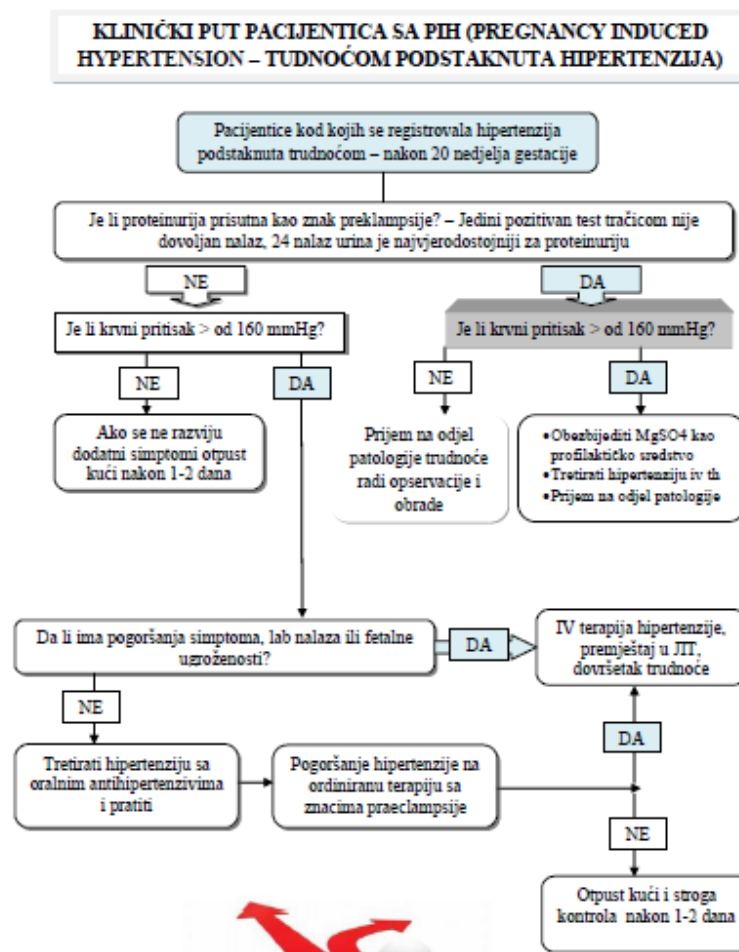 KLINIČKI PUT PACIJENTICA SA PIH (PREGNANCY INDUCED
HYPERTENSION – TUDNOĆOM PODSTAKNUTA HIPERTENZIJA)
Pacijentice kod kojih se registrovala hipertenzija
podstaknuta trudnoćom – nakon 20 nedjelja gestacije
Je li proteinurija prisutna kao znak preklampsije? – Jedini pozitivan test tračicom nije
dovoljan nalaz, 24 nalaz urina je najvjerodostojniji za proteinuriju
NE
DA
Je li krvni pritisak > od 160 mmHg?
Je li krvni pritisak > od 160 mmHg?
NE
DA
NE
DA
Ako se ne razviju
dodatni simptomi otpust
kući nakon 1-2 dana
Prijem na odjel
patologije trudnoće
radi opservacije i
obrade
•Obezbijediti MgSO4 kao
profilaktičko sredstvo
•Tretirati hipertenziju iv th
•Prijem na odjel patologije
Da li ima pogoršanja simptoma, lab nalaza ili fetalne
ugroženosti?
DA
IV terapija hipertenzije,
premještaj u JIT,
dovršetak trudnoće
NE
DA
Tretirati hipertenziju sa
oralnim antihipertenzivima
i pratiti
Pogoršanje hipertenzije na
ordiniranu terapiju sa
znacima praeclampsije
NE
Otpust kući i stroga
kontrola nakon 1-2 dana